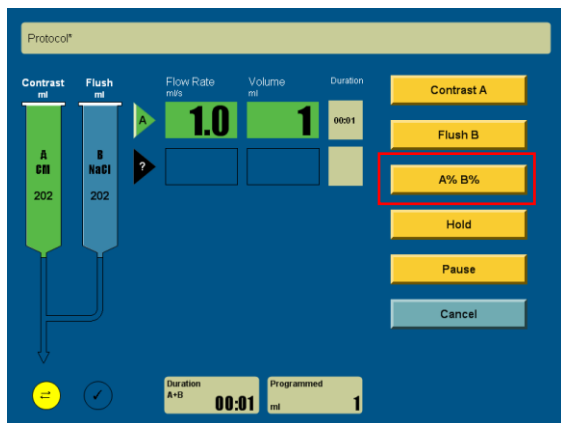 Protocol*
Contrast
ml
Flush
ml
Flow Rate
ml/s
Volume
ml
Duration
A
CM
202
B
NaCl
202
A
1.0
1
00:01
?
Contrast A
Flush B
A% B%
Hold
Pause
Cancel
Duration
A+B
00:01
Programmed
ml
1